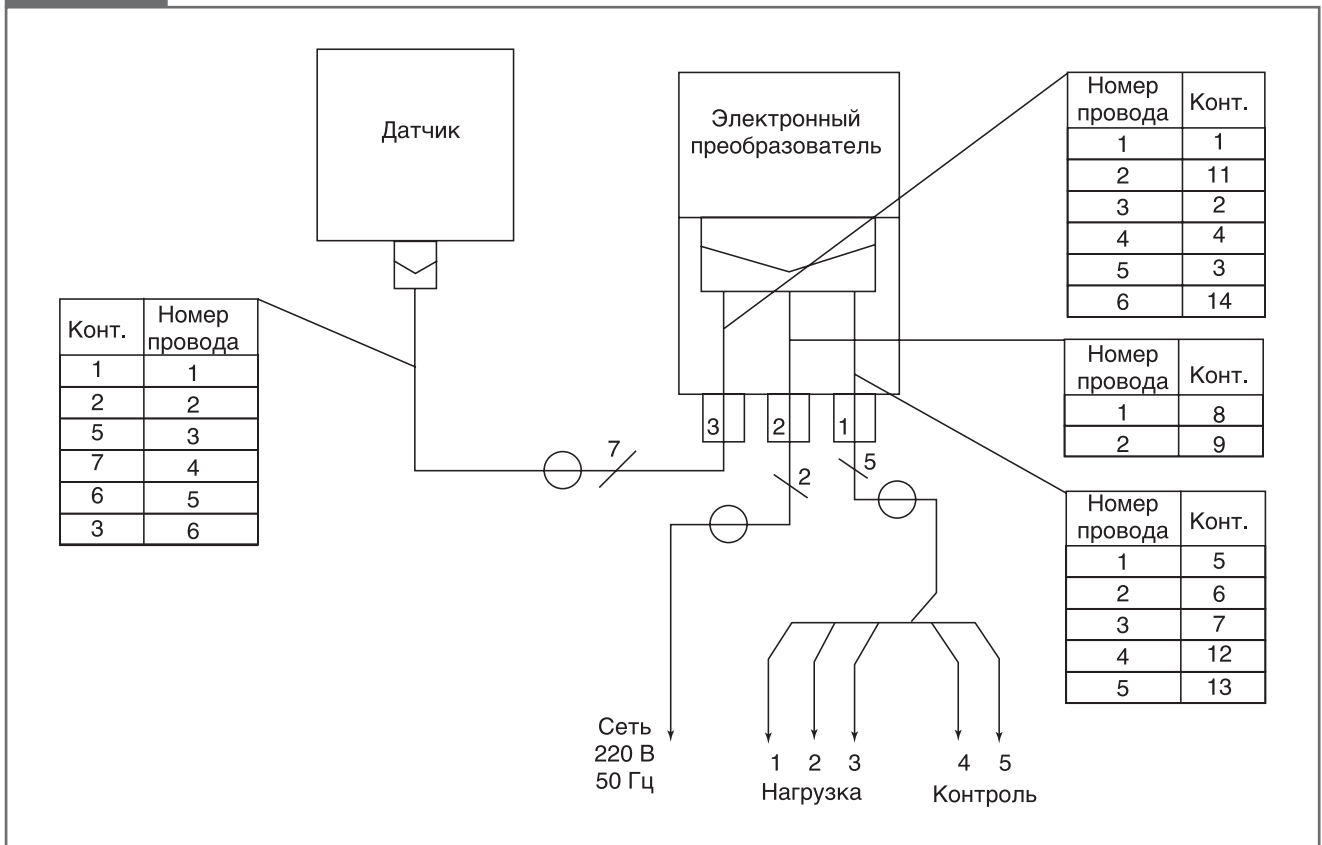 Датчик
Электронный
преобразователь
Номер
провода
Конт.
1 1
2 11
3 2
4 4
5 3
6 14
Конт.
Номер
провода
1 1
2 2
5 3
7 4
6 5
3 6
Номер
провода
Конт.
1 8
2 9
3 2 1
7
2
5
Номер
провода
Конт.
1 5
2 6
3 7
4 12
5 13
Сеть
220 В
50 Гц
1 2 3 4 5
Нагрузка
Контроль